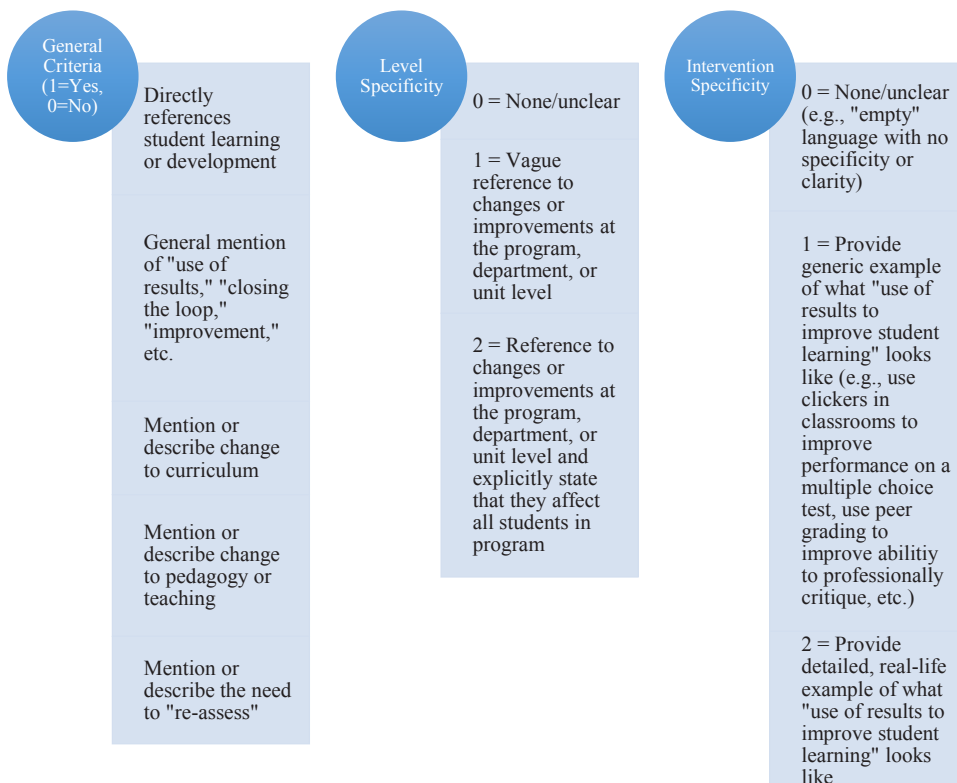 General
Criteria
(1=Yes,
0=No)
Directly
references
student learning
or development
General mention
of "use of
results," "closing
the loop,"
"improvement,"
etc.
Mention or
describe change
to curriculum
Mention or
describe change
to pedagogy or
teaching
Mention or
describe the need
to "re-assess"
Level
Specificity
0 = None/unclear
1 = Vague
reference to
changes or
improvements at
the program,
department, or
unit level
2 = Reference to
changes or
improvements at
the program,
department, or
unit level and
explicitly state
that they affect
all students in
program
Intervention
Specificity
0 = None/unclear
(e.g., "empty"
language with no
specificity or
clarity)
1 = Provide
generic example
of what "use of
results to
improve student
learning" looks
like (e.g., use
clickers in
classrooms to
improve
performance on a
multiple choice
test, use peer
grading to
improve abilitiy
to professionally
critique, etc.)
2 = Provide
detailed, real-life
example of what
"use of results to
improve student
learning" looks
like